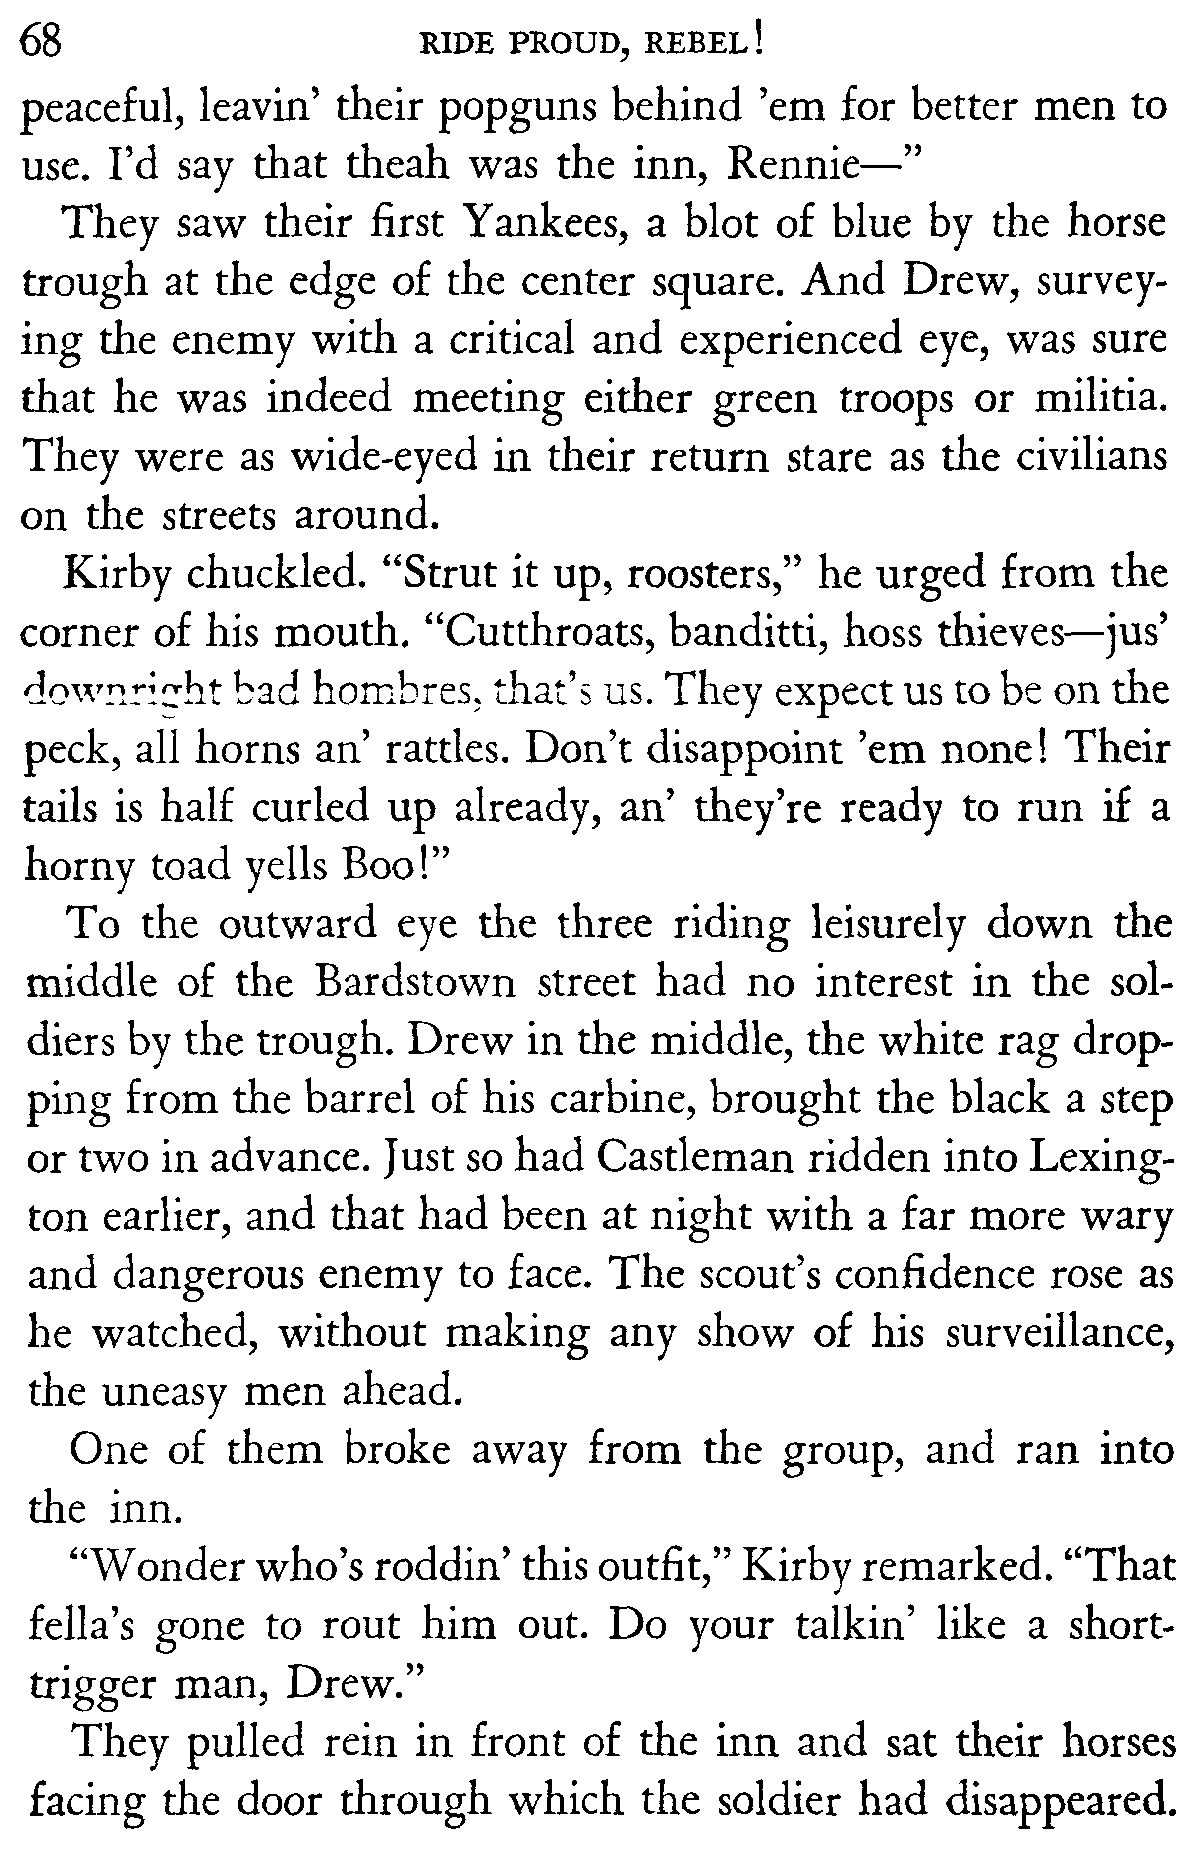 68 RIDE PROUD, REBEL!
peaceful, leavin’ their popguns behind ’em for better men to
use. I’d say that theah was the inn, Rennie—”
They saw their first Yankees, a blot of blue by the horse
trough at the edge of the center square. And Drew, survey-
ing the enemy with a critical and experienced eye, was sure
that he was indeed meeting either green troops or militia.
They were as wide-eyed in their return stare as the civilians
on the streets around.
Kirby chuckled. “Strut it up, roosters,” he urged from the
corner of his mouth. “Cutthroats, banditti, hoss thieves—jus’
downright bad hombres, that’s us. They expect us to be on the
peck, all horns an’ rattles. Don’t disappoint ’em none! Their
tails is half curled up already, an’ they’re ready to run if a
horny toad yells Boo!”
To the outward eye the three riding leisurely down the
middle of the Bardstown street had no interest in the sol-
diers by the trough. Drew in the middle, the white rag drop-
ping from the barrel of his carbine, brought the black a step
or two in advance. Just so had Castleman ridden into Lexing-
ton earlier, and that had been at night with a far more wary
and dangerous enemy to face. The scout’s confidence rose as
he watched, without making any show of his surveillance,
the uneasy men ahead.
One of them broke away from the group, and ran into
the inn.
“Wonder who’s roddin’ this outfit,” Kirby remarked. “That
fella’s gone to rout him out. Do your talkin’ like a short-
trigger man, Drew.”
They pulled rein in front of the inn and sat their horses
facing the door through which the soldier had disappeared.